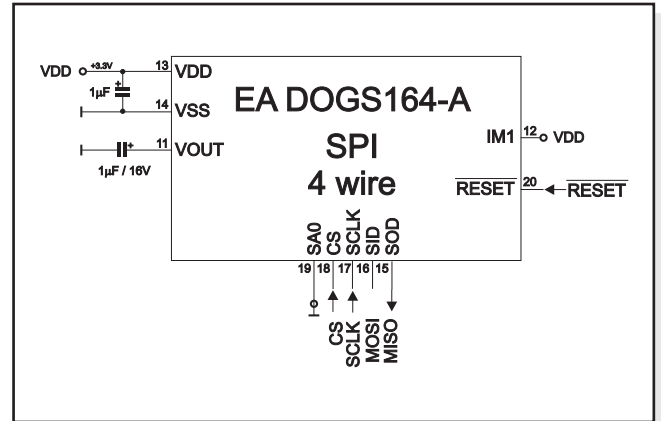 EA DOGS164-A
SPI
4 wire
VDD +3.3V 13 VDD
1µF
14 VSS
11 VOUT
1µF / 16V
IM1 12 VDD
RESET 20 RESET
SA0
CS
SCLK
SID
SOD
19 18 17 16 15
CS
SCLK
MOSI
MISO